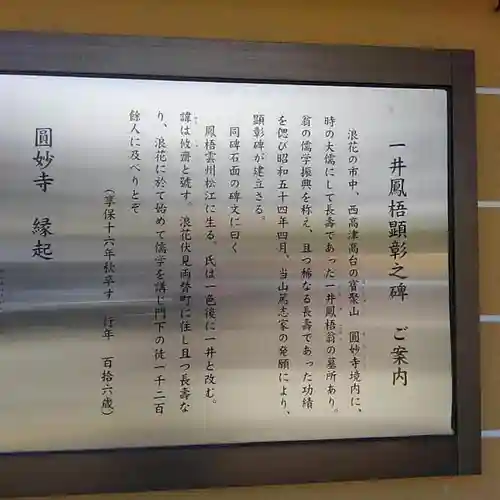 一井鳳梧顕彰之碑　ご案内
浪花の市中、西高津高台の寶聚山　圓妙寺境内に、
時の大儒にして長壽であった一井鳳梧翁の墓所あり。
翁の儒学振興を称え、且つ稀なる長壽であった功績
を偲び昭和五十四年四月、当山篤志家の発願により、
顕彰碑が建立さる。
同碑石面の碑文に曰く
鳳梧雲州松江に生る。氏は一色後に一井と改む。
諱は攸齋と號す。浪花伏見両替町に住し且つ長壽な
り、浪花に於て始めて儒学を講じ門下の徒一千二百
餘人に及べりとぞ
（享保十六年秋卒す　行年　百拾六歳）
圓妙寺　縁起